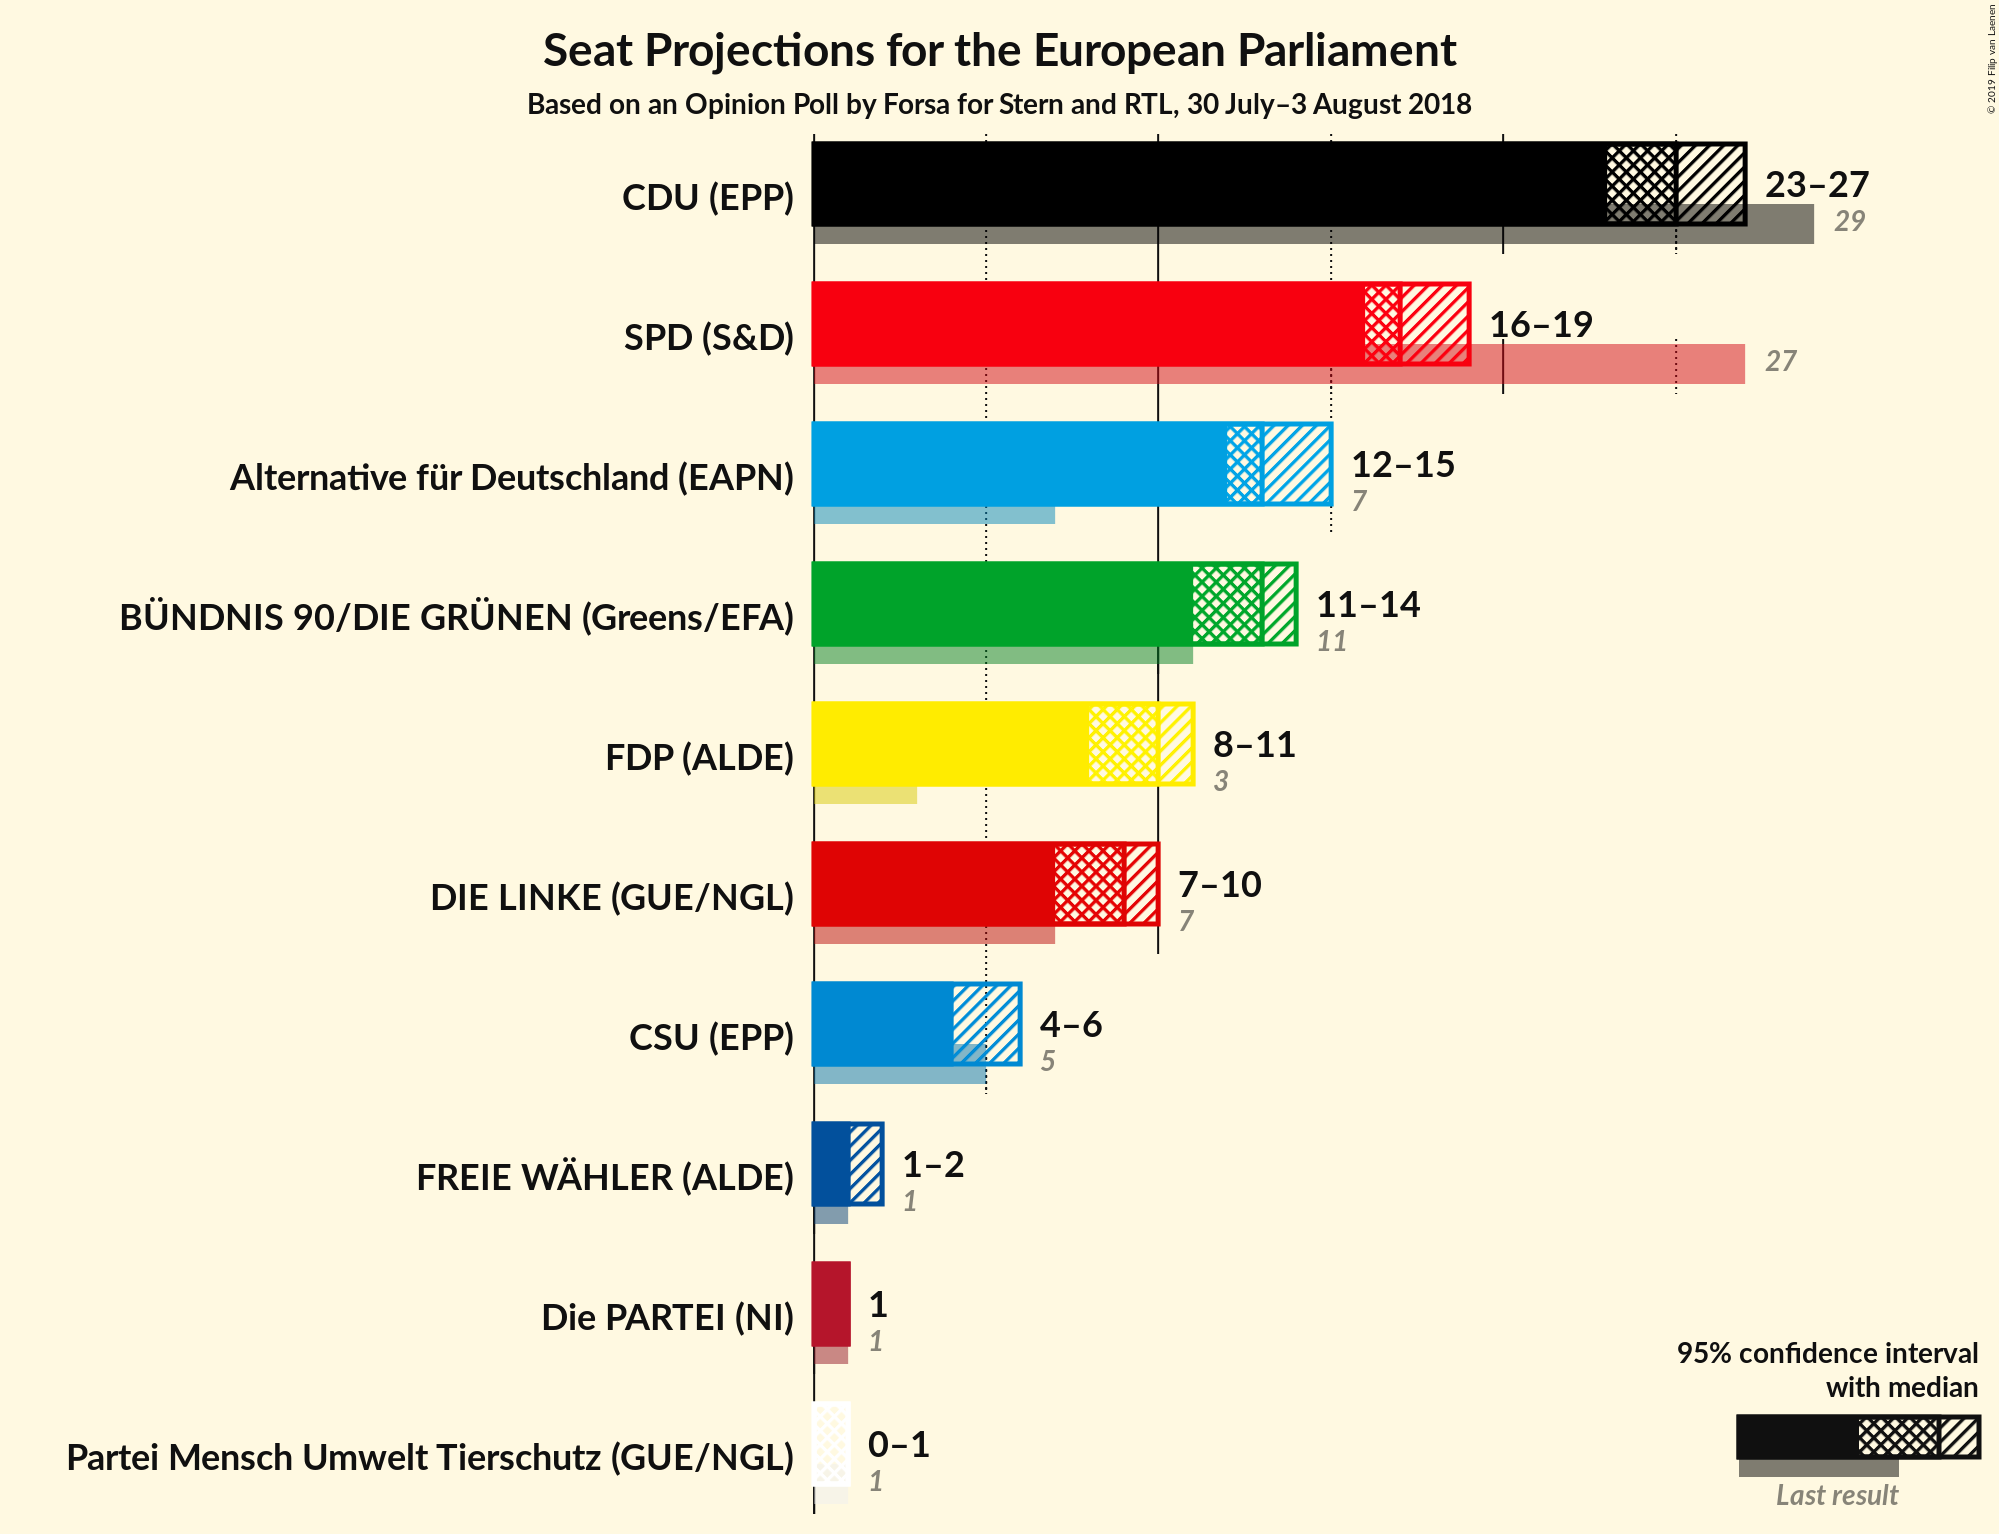 Seat Projections for the European Parliament
Based on an Opinion Poll by Forsa for Stern and RTL, 30 July–3 August 2018
© 2019 Filip van Laenen
CDU (EPP)
23–27
29
SPD (S&D)
16–19
27
Alternative für Deutschland (EAPN)
12–15
7
BÜNDNIS 90/DIE GRÜNEN (Greens/EFA)
11–14
11
FDP (ALDE)
8–11
3
DIE LINKE (GUE/NGL)
7–10
7
CSU (EPP)
4–6
5
FREIE WÄHLER (ALDE)
1–2
1
Die PARTEI (NI)
1
1
Partei Mensch Umwelt Tierschutz (GUE/NGL)
0–1
1
95% confidence interval
with median
Last result